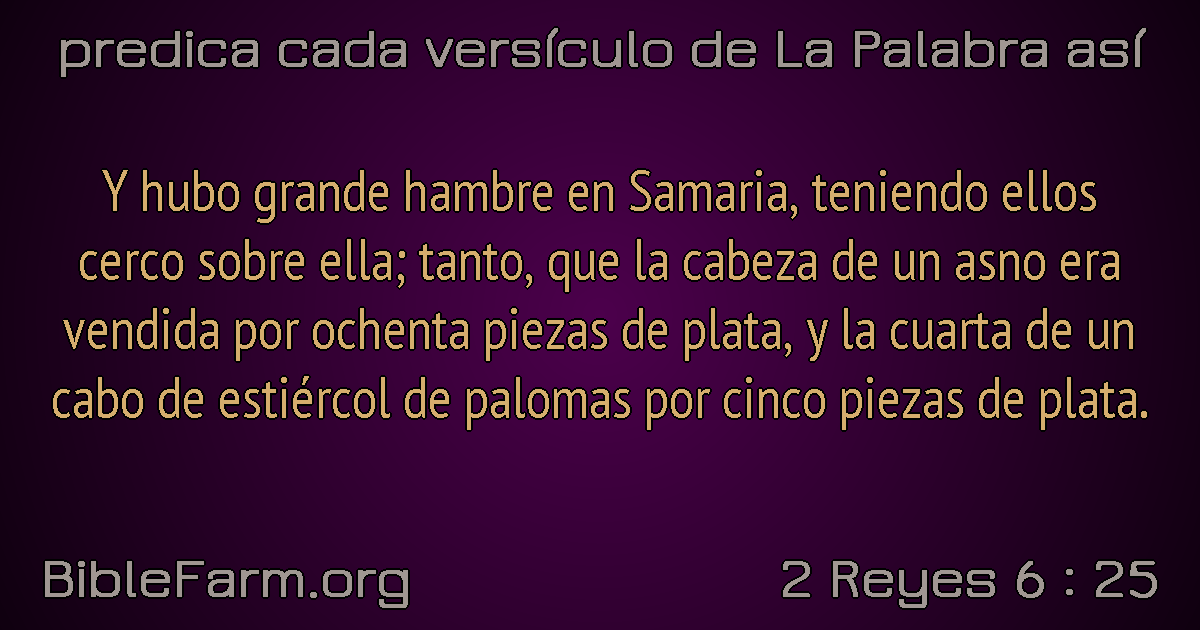 predica cada versículo de La Palabra así
Y hubo grande hambre en Samaria, teniendo ellos
cerco sobre ella; tanto, que la cabeza de un asno era
vendida por ochenta piezas de plata, y la cuarta de un
cabo de estiércol de palomas por cinco piezas de plata.
BibleFarm.org
2 Reyes 6 : 25